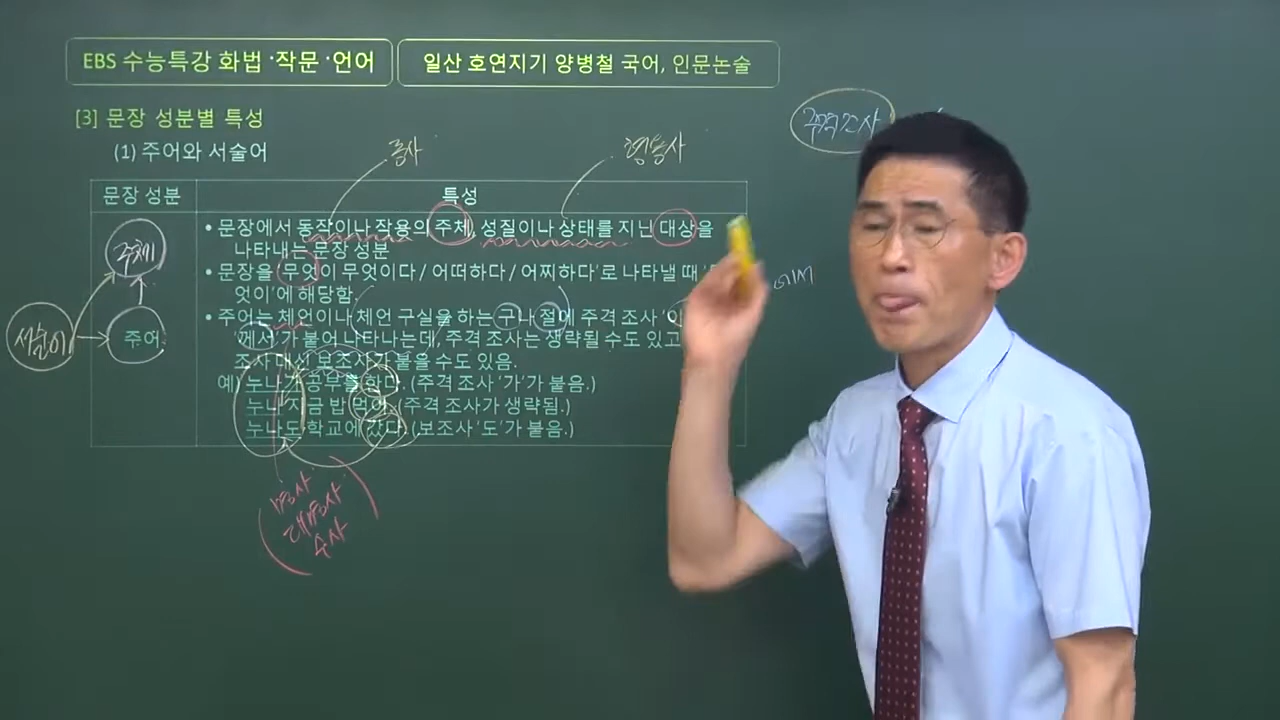 EBS 수능특강 화법·작문·언어
일산 호연지기 양병철 국어, 인문논술
[3] 문장 성분별 특성
(1) 주어와 서술어
주격조사
동사
형용사
문장 성분
특성
주체
서술어
주어
• 문장에서 동작이나 작용의 주체, 성질이나 상태를 지닌 대상을
나타내는 문장 성분
• 문장을 '무엇이 무엇이다 / 어떠하다 / 어찌하다'로 나타낼 때
엇이'에 해당함.
• 주어는 체언이나 체언 구실을 하는 구나 절에 주격 조사
'께서'가 붙어 나타나는데, 주격 조사는 생략될 수도 있고
조사 대신 보조사가 붙을 수도 있음.
예) 누나가 공부를 한다. (주격 조사 '가'가 붙음.)
누나 지금 밥 먹어. (주격 조사가 생략됨.)
누나도 학교에 갔다. (보조사 '도'가 붙음.)
명사
대명사
수사